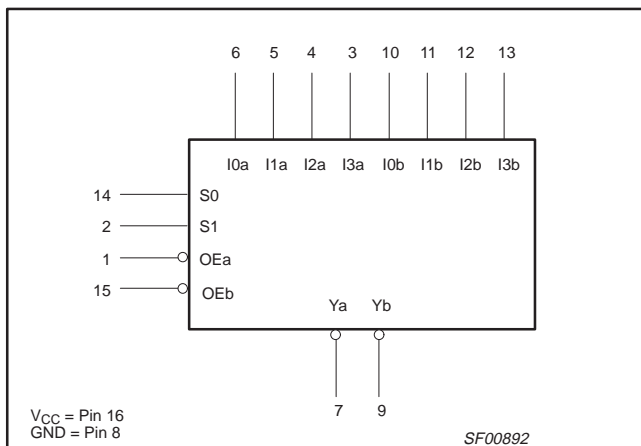 6 5 4 3 10 11 12 13
I0a I1a I2a I3a I0b I1b I2b I3b
14 S0
2 S1
1 OEa
15 OEb
Ya Yb
7 9
VCC = Pin 16
GND = Pin 8
SF00892